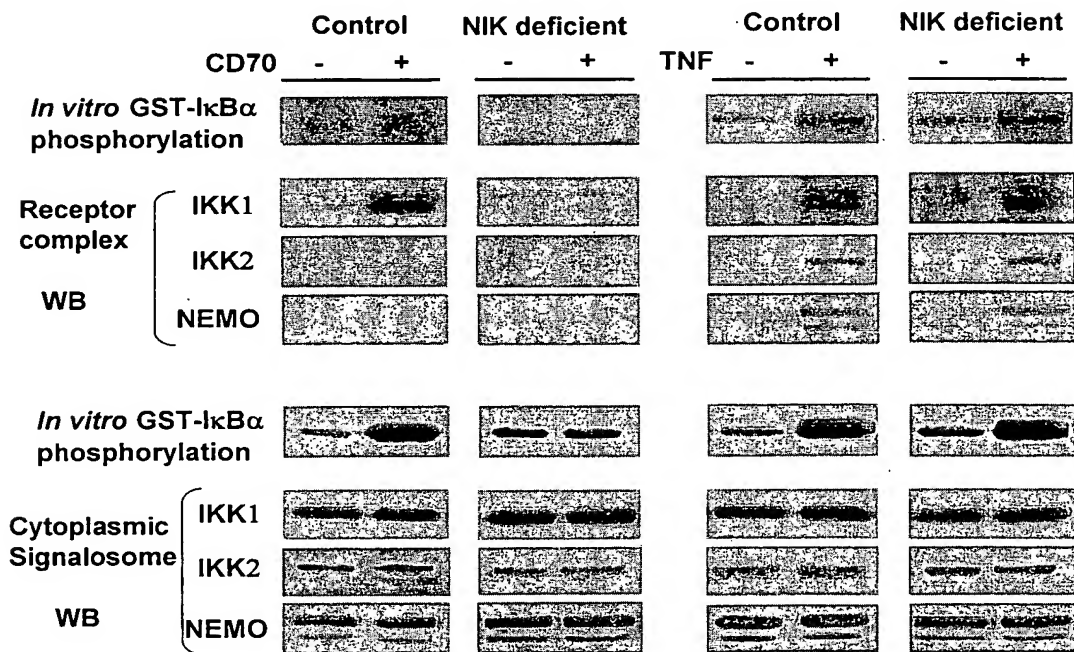 Control NIK deficient Control NIK deficient
CD70 - + - + TNF - + - +
In vitro GST-IκBα
phosphorylation
Receptor
complex
WB
IKK1
IKK2
NEMO
In vitro GST-IκBα
phosphorylation
Cytoplasmic
Signalosome
WB
IKK1
IKK2
NEMO